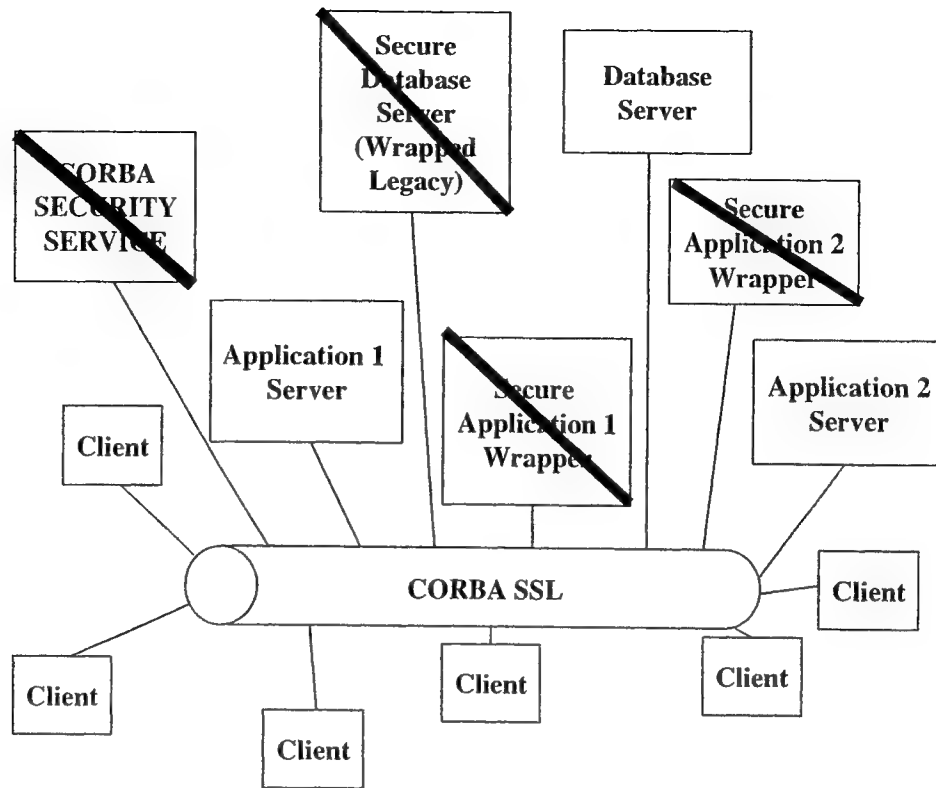 Secure
Database
Server
(Wrapped
Legacy)
Database
Server
CORBA
SECURITY
SERVICE
Secure
Application 2
Wrapper
Application 1
Server
Secure
Application 1
Wrapper
Application 2
Server
Client
CORBA SSL
Client
Client
Client
Client
Client